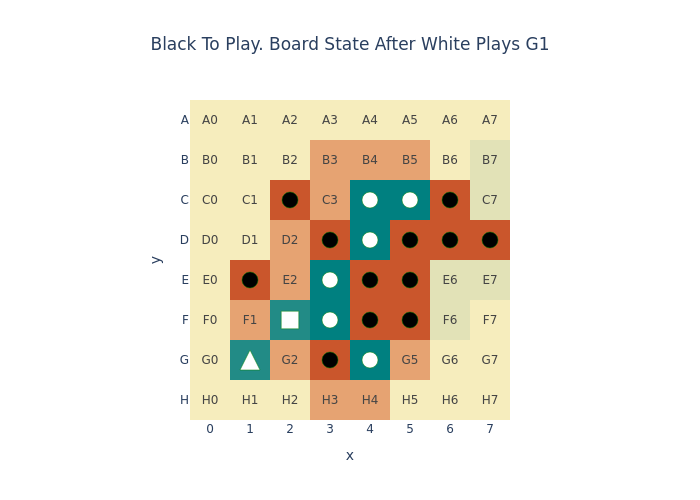 Black To Play. Board State After White Plays G1
A A0 A1 A2 A3 A4 A5 A6 A7
B B0 B1 B2 B3 B4 B5 B6 B7
C C0 C1 C3 C7
D D0 D1 D2
E E0 E2 E6 E7
F F0 F1 F6 F7
G G0 G2 G5 G6 G7
H H0 H1 H2 H3 H4 H5 H6 H7
0 1 2 3 4 5 6 7
x
y